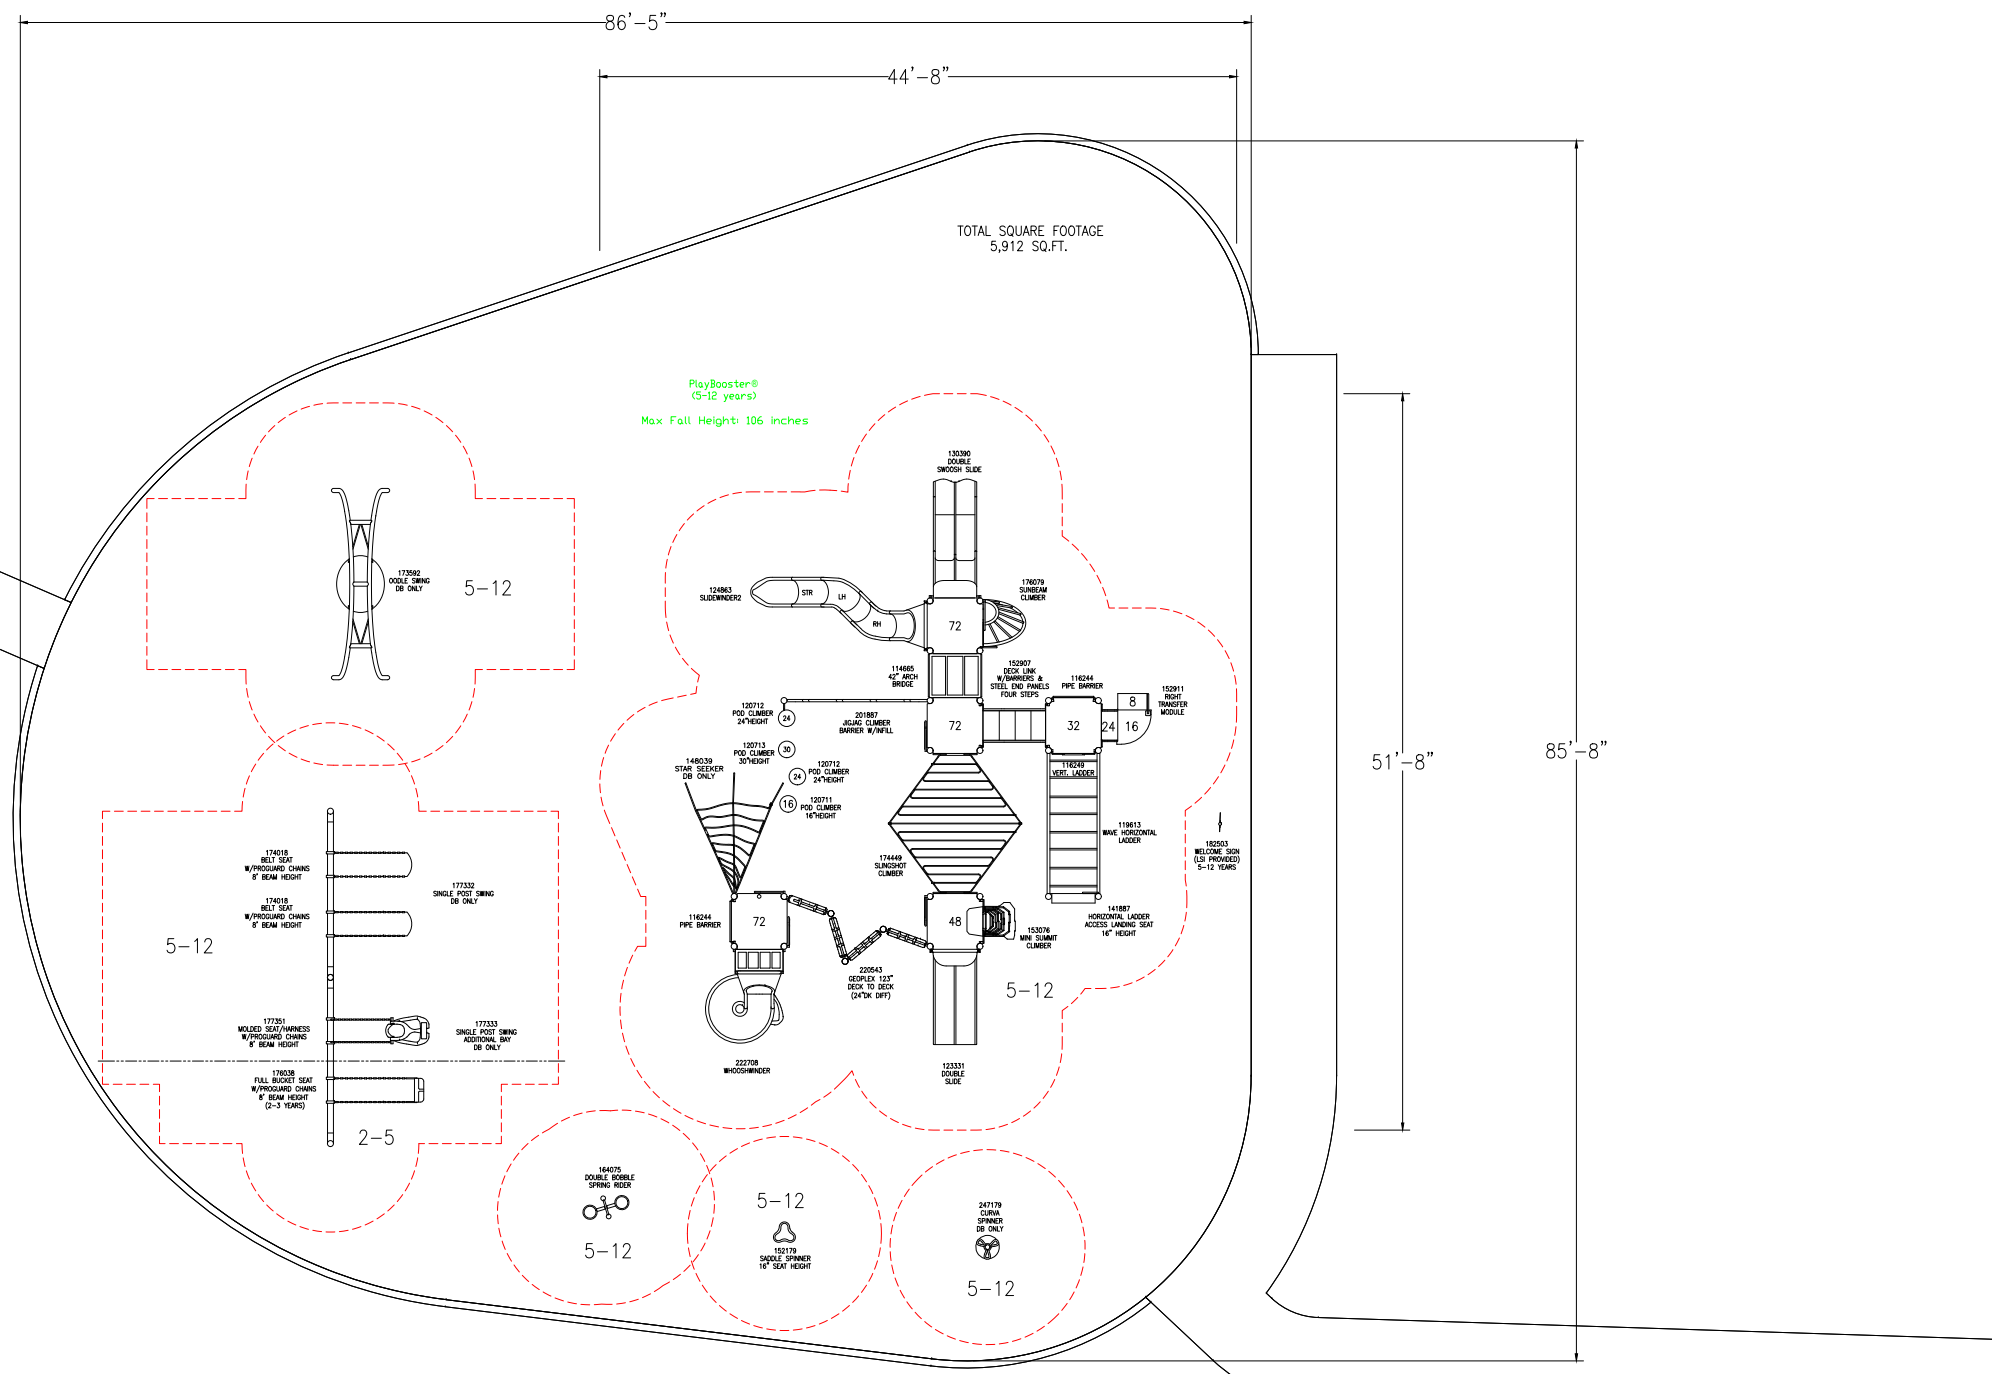 86'-5"
44'-8"
TOTAL SQUARE FOOTAGE
5,912 SQ.FT.
PlayBooster®
(5-12 years)
Max Fall Height: 106 inches
130390
DOUBLE
SWOOSH SLIDE
173592
OODLE SWING
DB ONLY
5-12
124863
SLIDEWINDER2
STR
LH
RH
72
176079
SUNBEAM
CLIMBER
114665
42" ARCH
BRIDGE
152907
DECK LINK
W/BARRIERS &
STEEL END PANELS
FOUR STEPS
116244
PIPE BARRIER
152911
RIGHT
TRANSFER
MODULE
8
16
24
32
72
120712
POD CLIMBER
24"HEIGHT
24
201887
JIGJAG CLIMBER
BARRIER W/INFILL
120713
POD CLIMBER
30"HEIGHT
30
148039
STAR SEEKER
DB ONLY
24
120712
POD CLIMBER
24"HEIGHT
16
120711
POD CLIMBER
16"HEIGHT
116249
VERT. LADDER
51'-8"
85'-8"
119613
WAVE HORIZONTAL
LADDER
182503
WELCOME SIGN
(LSI PROVIDED)
5-12 YEARS
174449
SLINGSHOT
CLIMBER
174018
BELT SEAT
W/PROGUARD CHAINS
8' BEAM HEIGHT
177332
SINGLE POST SWING
DB ONLY
174018
BELT SEAT
W/PROGUARD CHAINS
8' BEAM HEIGHT
5-12
116244
PIPE BARRIER
72
48
153076
MINI SUMMIT
CLIMBER
141887
HORIZONTAL LADDER
ACCESS LANDING SEAT
16" HEIGHT
220543
GEOPLEX 123"
DECK TO DECK
(24"DK DIFF)
5-12
177351
MOLDED SEAT/HARNESS
W/PROGUARD CHAINS
8' BEAM HEIGHT
177333
SINGLE POST SWING
ADDITIONAL BAY
DB ONLY
222708
WHOOSHWINDER
123331
DOUBLE
SLIDE
176038
FULL BUCKET SEAT
W/PROGUARD CHAINS
8' BEAM HEIGHT
(2-3 YEARS)
2-5
164075
DOUBLE BOBBLE
SPRING RIDER
5-12
5-12
152179
SADDLE SPINNER
16" SEAT HEIGHT
247179
CURVA
SPINNER
DB ONLY
5-12